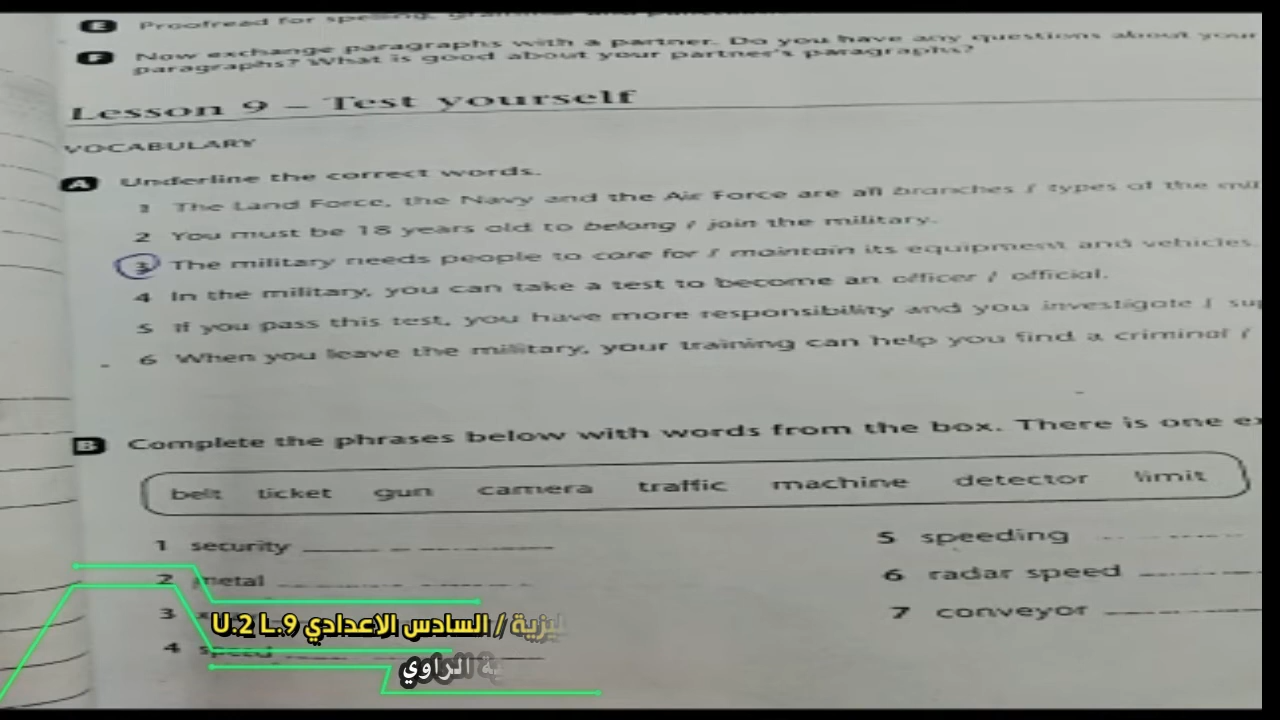 E Proofread for spelling, grammar and
F Now exchange paragraphs with a partner. Do you have any questions about your
paragraphs? What is good about your partner's paragraphs?
Lesson 9 – Test yourself
VOCABULARY
A Underline the correct words.
1 The Land Force, the Navy and the Air Force are all branches / types of the
2 You must be 18 years old to belong / join the military.
3 The military needs people to care for / maintain its equipment and vehicles.
4 In the military, you can take a test to become an officer / official.
5 If you pass this test, you have more responsibility and you investigate /
6 When you leave the military, your training can help you find a criminal /
B Complete the phrases below with words from the box. There is one
belt ticket gun camera traffic machine detector limit
1 security
2 metal
3
4 speed
5 speeding
6 radar speed
7 conveyor
السادس الاعدادي U.2 L.9 /
الراوي